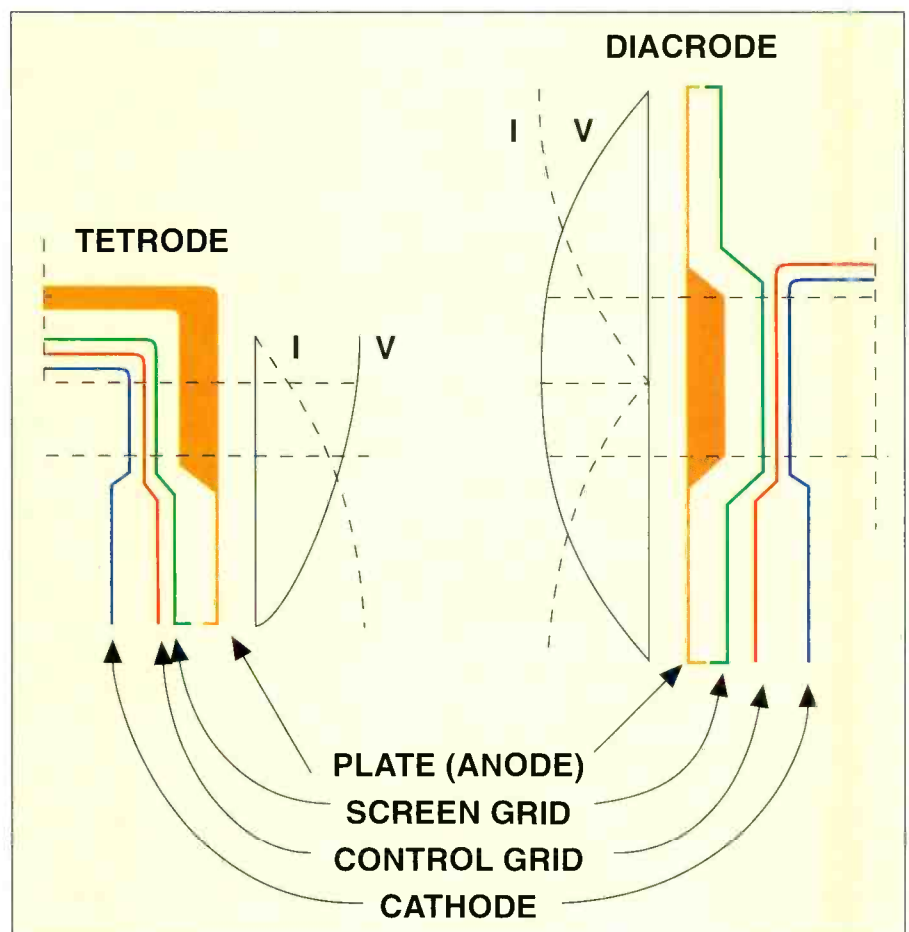 DIACRODE
I V
TETRODE
I V
PLATE (ANODE)
SCREEN GRID
CONTROL GRID
CATHODE